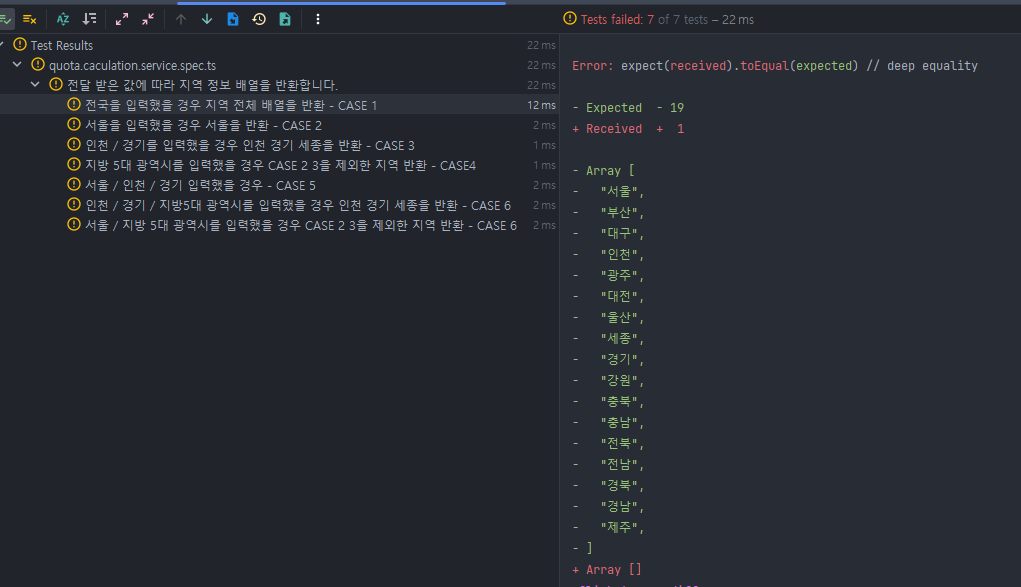 Tests failed: 7 of 7 tests – 22 ms
Test Results 22 ms
quota.caculation.service.spec.ts 22 ms
전달 받은 값에 따라 지역 정보 배열을 반환합니다. 22 ms
전국을 입력했을 경우 지역 전체 배열을 반환 - CASE 1 12 ms
서울을 입력했을 경우 서울을 반환 - CASE 2 2 ms
인천 / 경기를 입력했을 경우 인천 경기 세종을 반환 - CASE 3 1 ms
지방 5대 광역시를 입력했을 경우 CASE 2 3을 제외한 지역 반환 - CASE4 1 ms
서울 / 인천 / 경기 입력했을 경우 - CASE 5 2 ms
인천 / 경기 / 지방5대 광역시를 입력했을 경우 인천 경기 세종을 반환 - CASE 6 2 ms
서울 / 지방 5대 광역시를 입력했을 경우 CASE 2 3을 제외한 지역 반환 - CASE 6 2 ms
Error: expect(received).toEqual(expected) // deep equality
- Expected - 19
+ Received + 1
- Array [
- "서울",
- "부산",
- "대구",
- "인천",
- "광주",
- "대전",
- "울산",
- "세종",
- "경기",
- "강원",
- "충북",
- "충남",
- "전북",
- "전남",
- "경북",
- "경남",
- "제주",
- ]
+ Array []